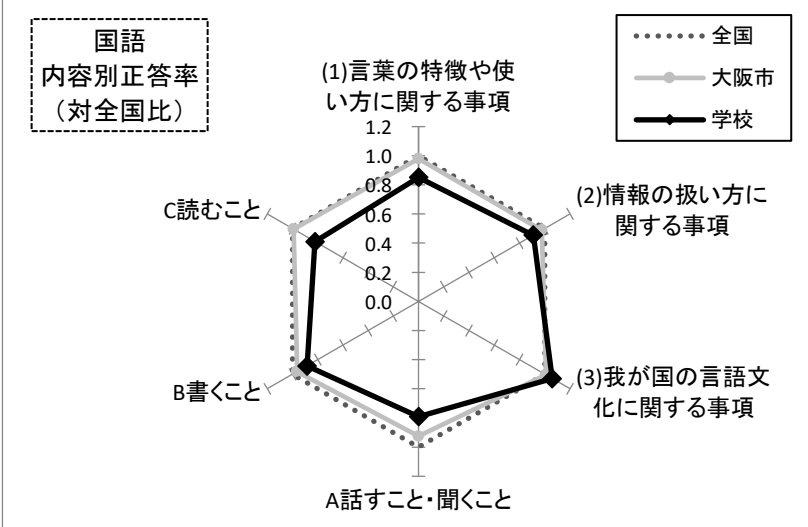 国語
内容別正答率
（対全国比）
全国
大阪市
学校
(1)言葉の特徴や使
い方に関する事項
1.2
1.0
0.8
0.6
0.4
0.2
0.0
(2)情報の扱い方に
関する事項
(3)我が国の言語文
化に関する事項
A話すこと・聞くこと
B書くこと
C読むこと